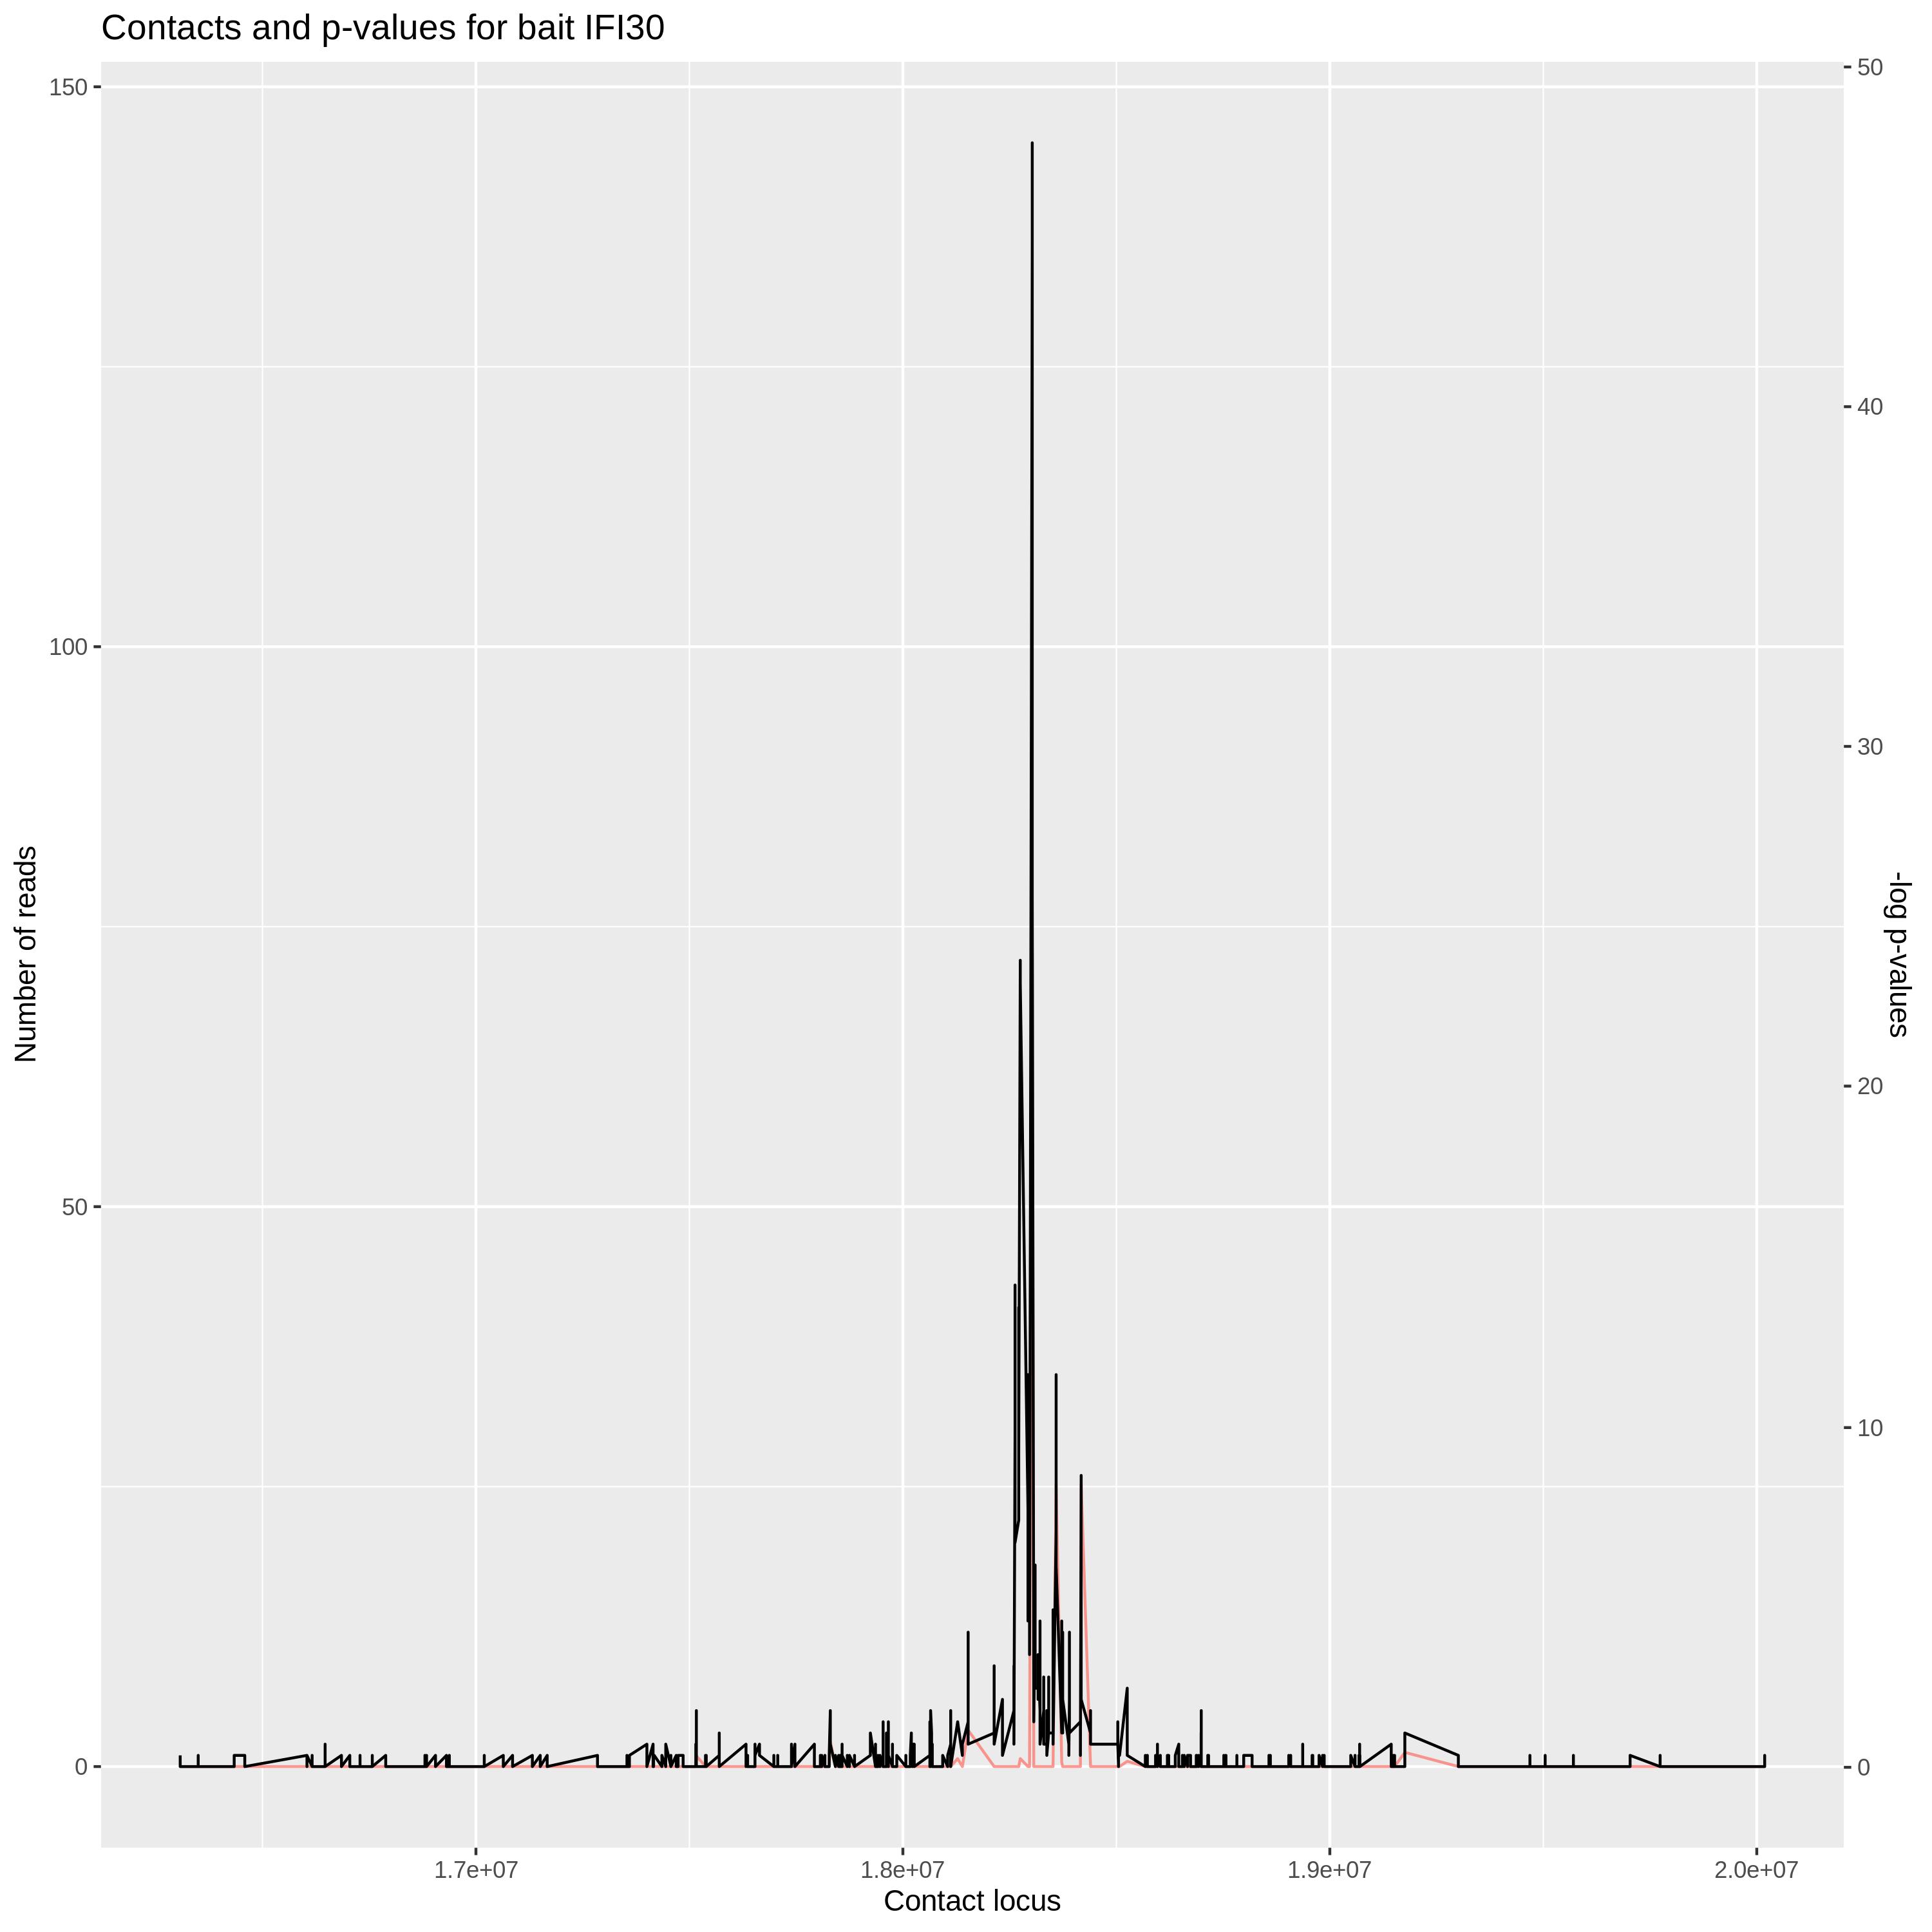 Contacts and p-values for bait IFI30
150
100
50
0
Number of reads
50
40
30
20
10
0
-log p-values
1.7e+07 1.8e+07 1.9e+07 2.0e+07
Contact locus